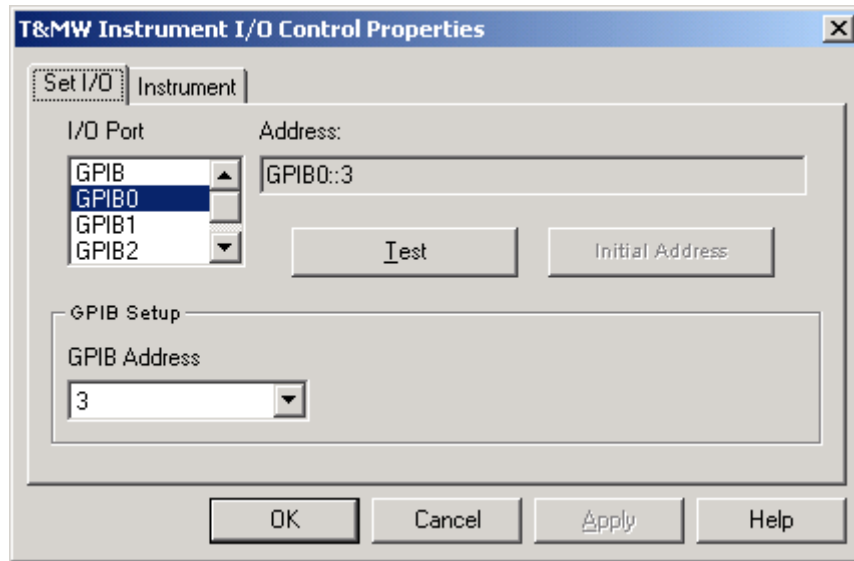 T&MW Instrument I/O Control Properties
Set I/O Instrument
I/O Port Address:
GPIB
GPIB0
GPIB1
GPIB2
GPIB0::3
Test Initial Address
GPIB Setup
GPIB Address
3
OK Cancel Apply Help